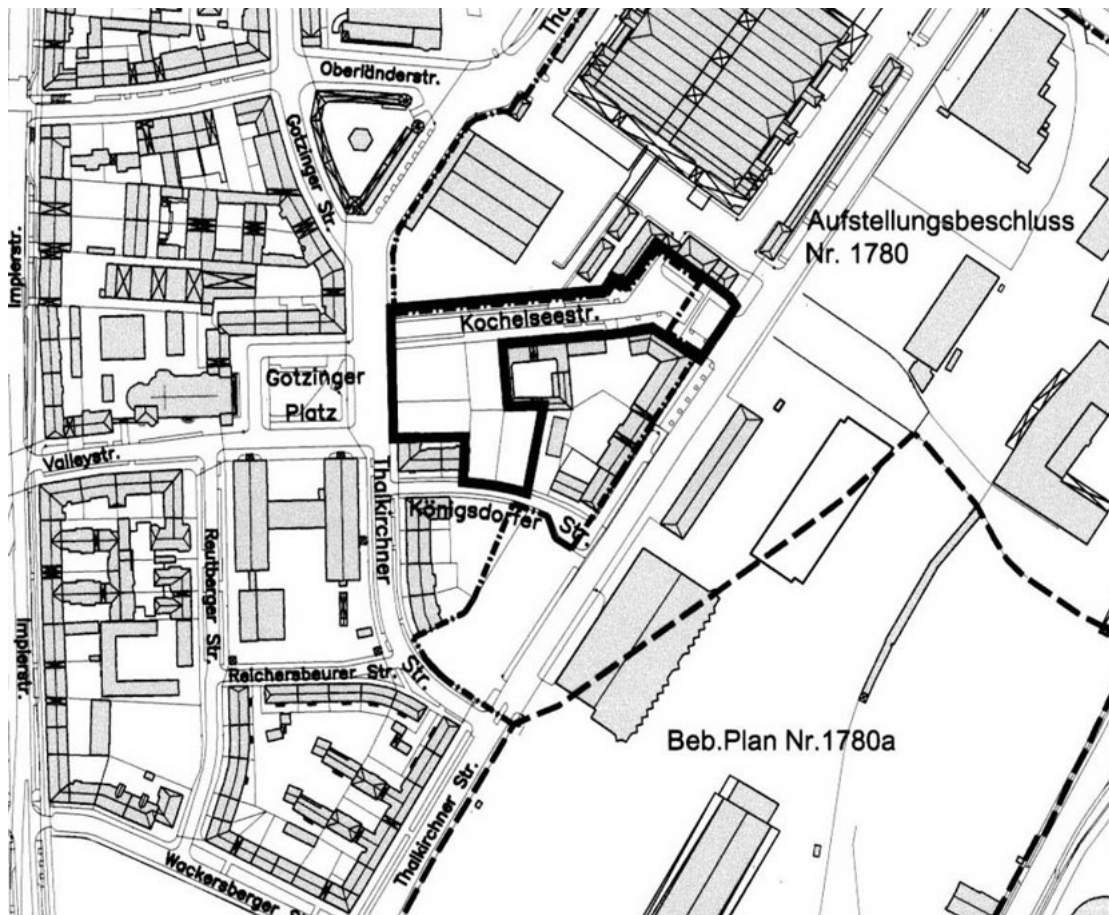 Tha
Oberländerstr.
Gotzinger Str.
Implerstr.
Aufstellungsbeschluss
Nr. 1780
Kochelseestr.
Gotzinger
Platz
Valleystr.
Thalkirchner
Königsdorfer Str.
Reutberger Str.
Implerstr.
Reichersbeurer Str.
Str.
Beb.Plan Nr.1780a
Thalkirchner Str.
Wackersberger S